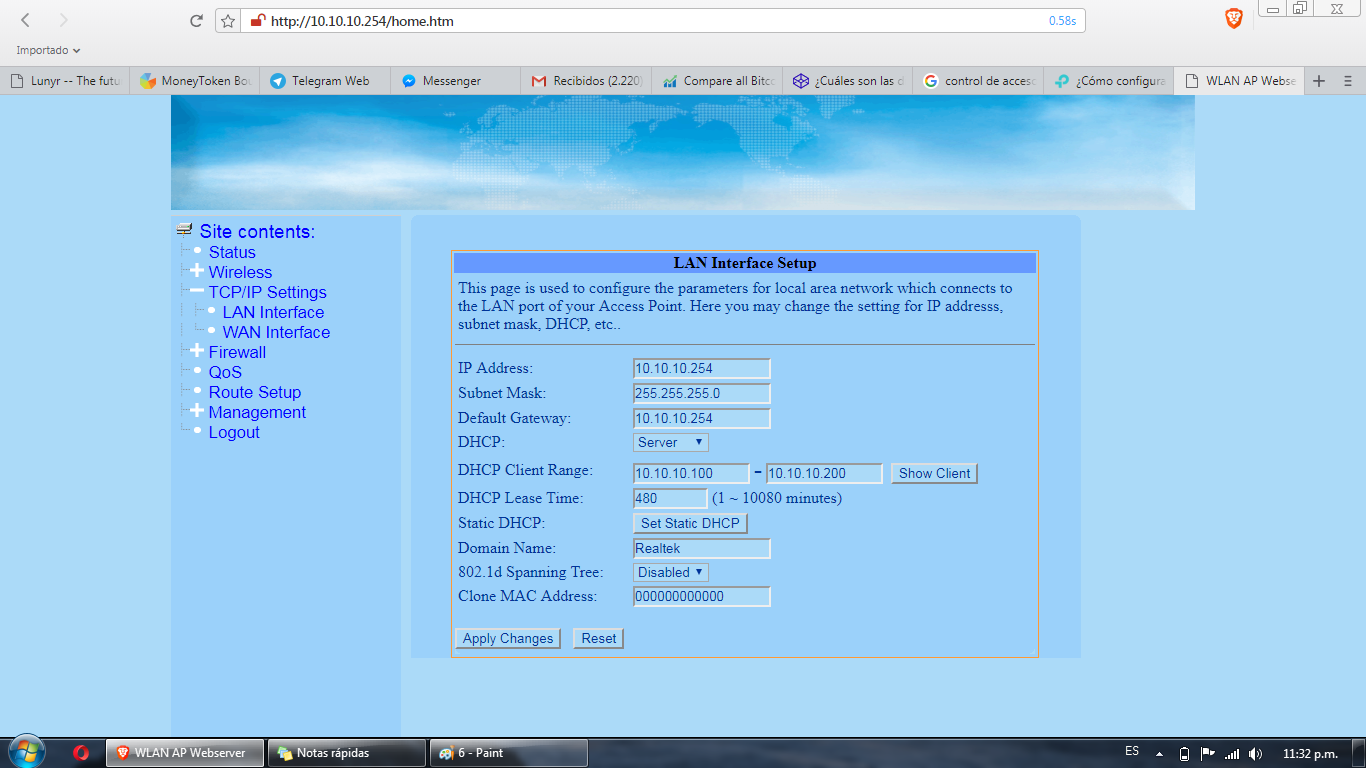 http://10.10.10.254/home.htm 0.58s
Importado
Lunyr -- The futu MoneyToken Bou Telegram Web Messenger Recibidos (2.220) Compare all Bitco ¿Cuáles son las d control de acceso ¿Cómo configura WLAN AP Webse
Site contents:
Status
Wireless
TCP/IP Settings
LAN Interface
WAN Interface
Firewall
QoS
Route Setup
Management
Logout
LAN Interface Setup
This page is used to configure the parameters for local area network which connects to
the LAN port of your Access Point. Here you may change the setting for IP addresss,
subnet mask, DHCP, etc..
IP Address: 10.10.10.254
Subnet Mask: 255.255.255.0
Default Gateway: 10.10.10.254
DHCP: Server
DHCP Client Range: 10.10.10.100 – 10.10.10.200 Show Client
DHCP Lease Time: 480 (1 ~ 10080 minutes)
Static DHCP: Set Static DHCP
Domain Name: Realtek
802.1d Spanning Tree: Disabled
Clone MAC Address: 000000000000
Apply Changes Reset
WLAN AP Webserver Notas rápidas 6 - Paint ES 11:32 p.m.